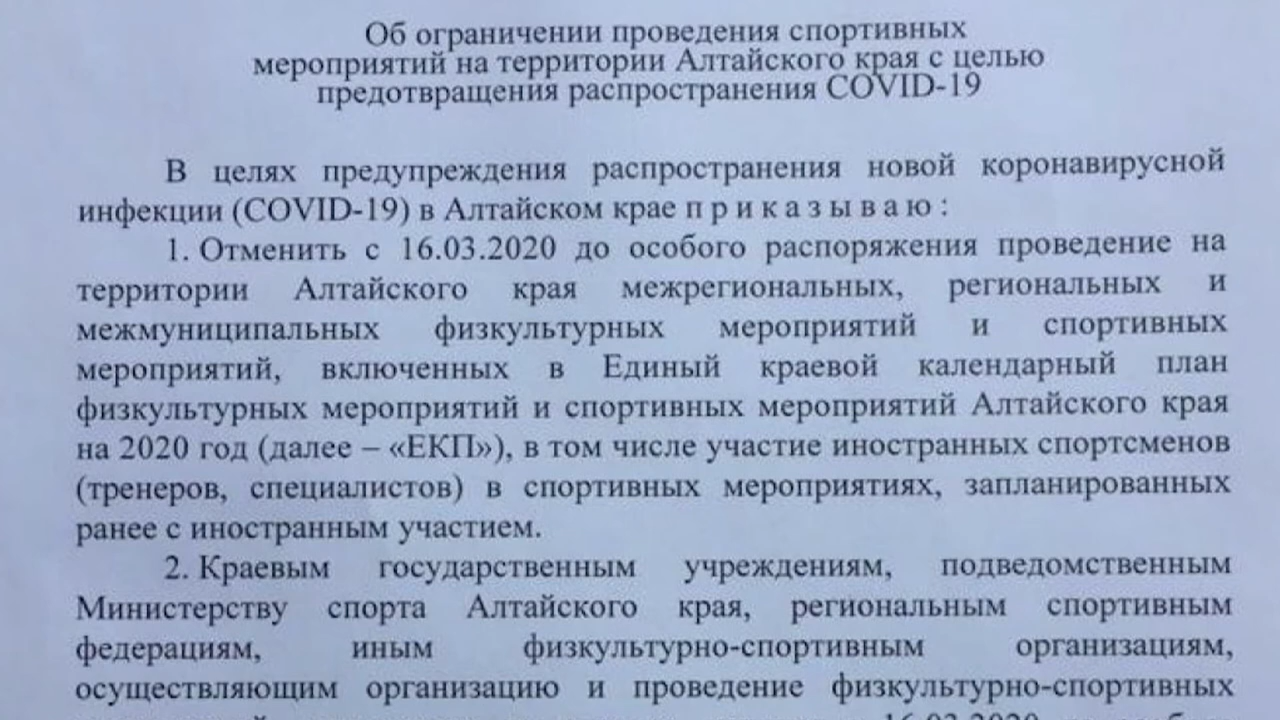 Об ограничении проведения спортивных
мероприятий на территории Алтайского края с целью
предотвращения распространения COVID-19
В целях предупреждения распространения новой коронавирусной
инфекции (COVID-19) в Алтайском крае п р и к а з ы в а ю :
1. Отменить с 16.03.2020 до особого распоряжения проведение на
территории Алтайского края межрегиональных, региональных и
межмуниципальных физкультурных мероприятий и спортивных
мероприятий, включенных в Единый краевой календарный план
физкультурных мероприятий и спортивных мероприятий Алтайского края
на 2020 год (далее – «ЕКП»), в том числе участие иностранных спортсменов
(тренеров, специалистов) в спортивных мероприятиях, запланированных
ранее с иностранным участием.
2. Краевым государственным учреждениям, подведомственным
Министерству спорта Алтайского края, региональным спортивным
федерациям, иным физкультурно-спортивным организациям,
осуществляющим организацию и проведение физкультурно-спортивных
16.03.2020